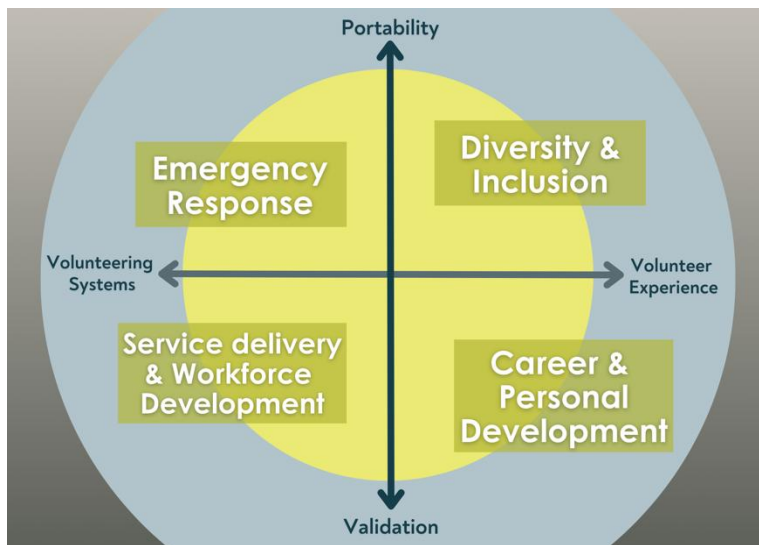 Portability
Emergency
Response
Diversity &
Inclusion
Volunteering
Systems
Volunteer
Experience
Service delivery
& Workforce
Development
Career &
Personal
Development
Validation